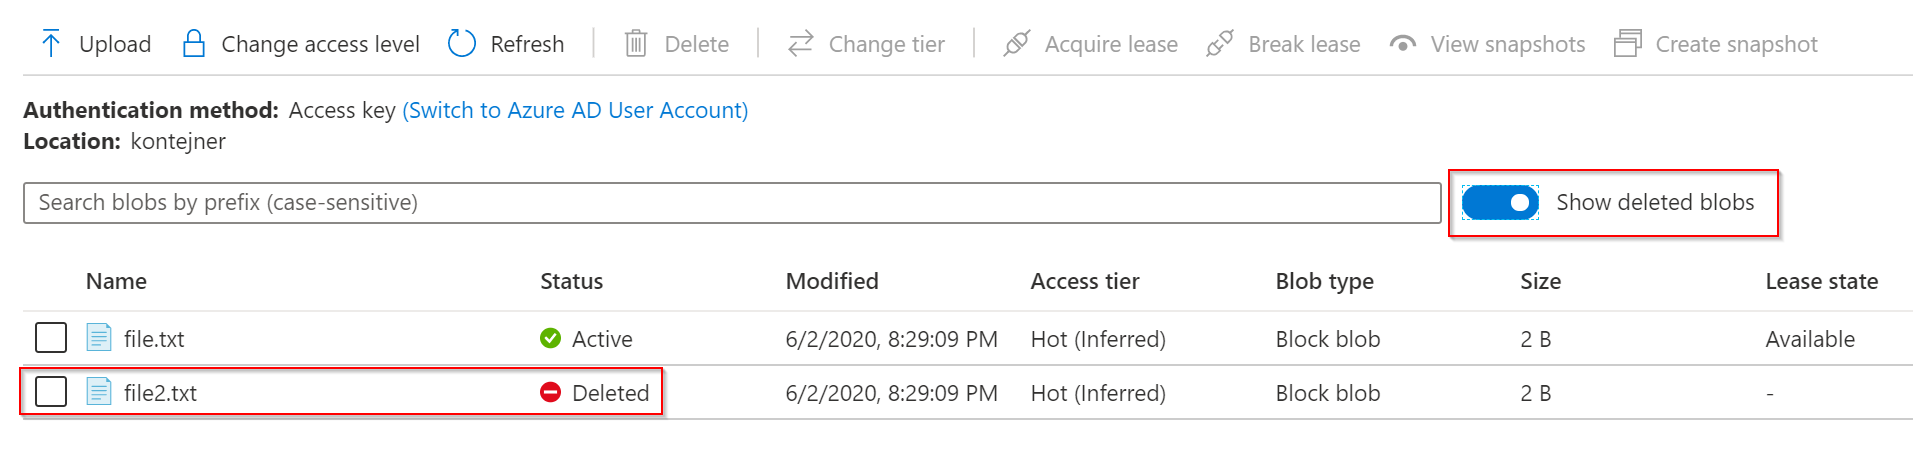 Upload Change access level Refresh Delete Change tier Acquire lease Break lease View snapshots Create snapshot
Authentication method: Access key (Switch to Azure AD User Account)
Location: kontejner
Search blobs by prefix (case-sensitive) Show deleted blobs
Name Status Modified Access tier Blob type Size Lease state
file.txt Active 6/2/2020, 8:29:09 PM Hot (Inferred) Block blob 2 B Available
file2.txt Deleted 6/2/2020, 8:29:09 PM Hot (Inferred) Block blob 2 B -